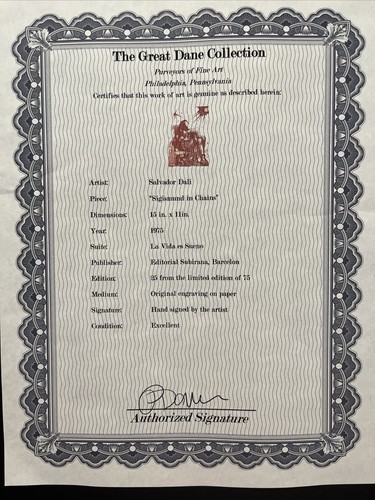 The Great Dane Collection
Purveyors of Fine Art
Philadelphia, Pennsylvania
Certifies that this work of art is genuine as described herein:
Artist: Salvador Dali
Piece: "Sigismund in Chains"
Dimensions: 15 in. x 11in.
Year: 1975
Suite: La Vida es Sueno
Publisher: Editorial Subirana, Barcelon
Edition: 25 from the limited edition of 75
Medium: Original engraving on paper
Signature: Hand signed by the artist
Condition: Excellent
Authorized Signature